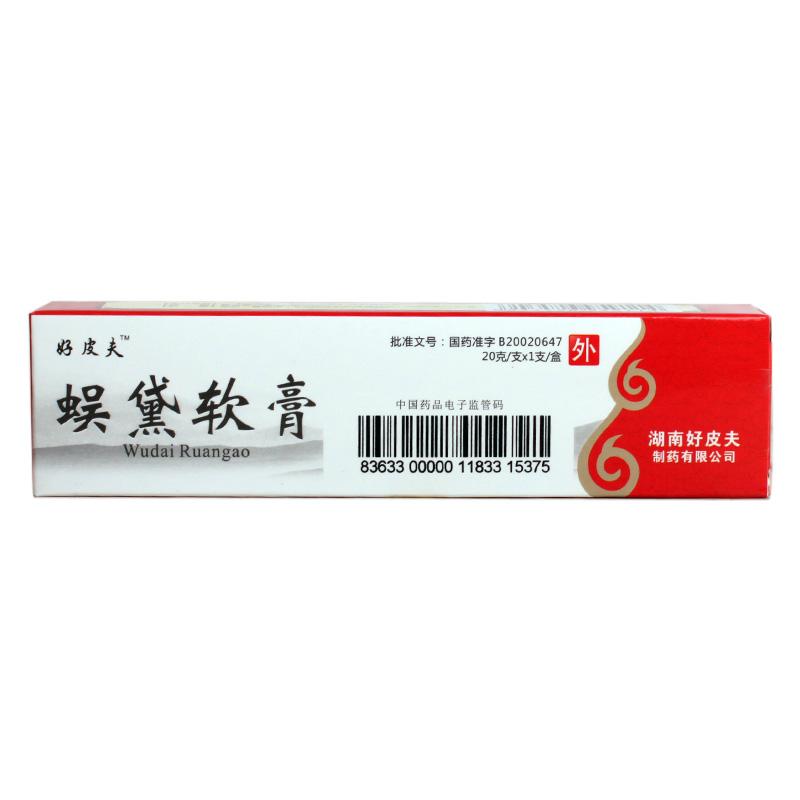 好皮夫™
蜈黛软膏
Wudai Ruangao
批准文号：国药准字 B20020647
20克/支x1支/盒
外
中国药品电子监管码
83633 00000 11833 15375
湖南好皮夫
制药有限公司